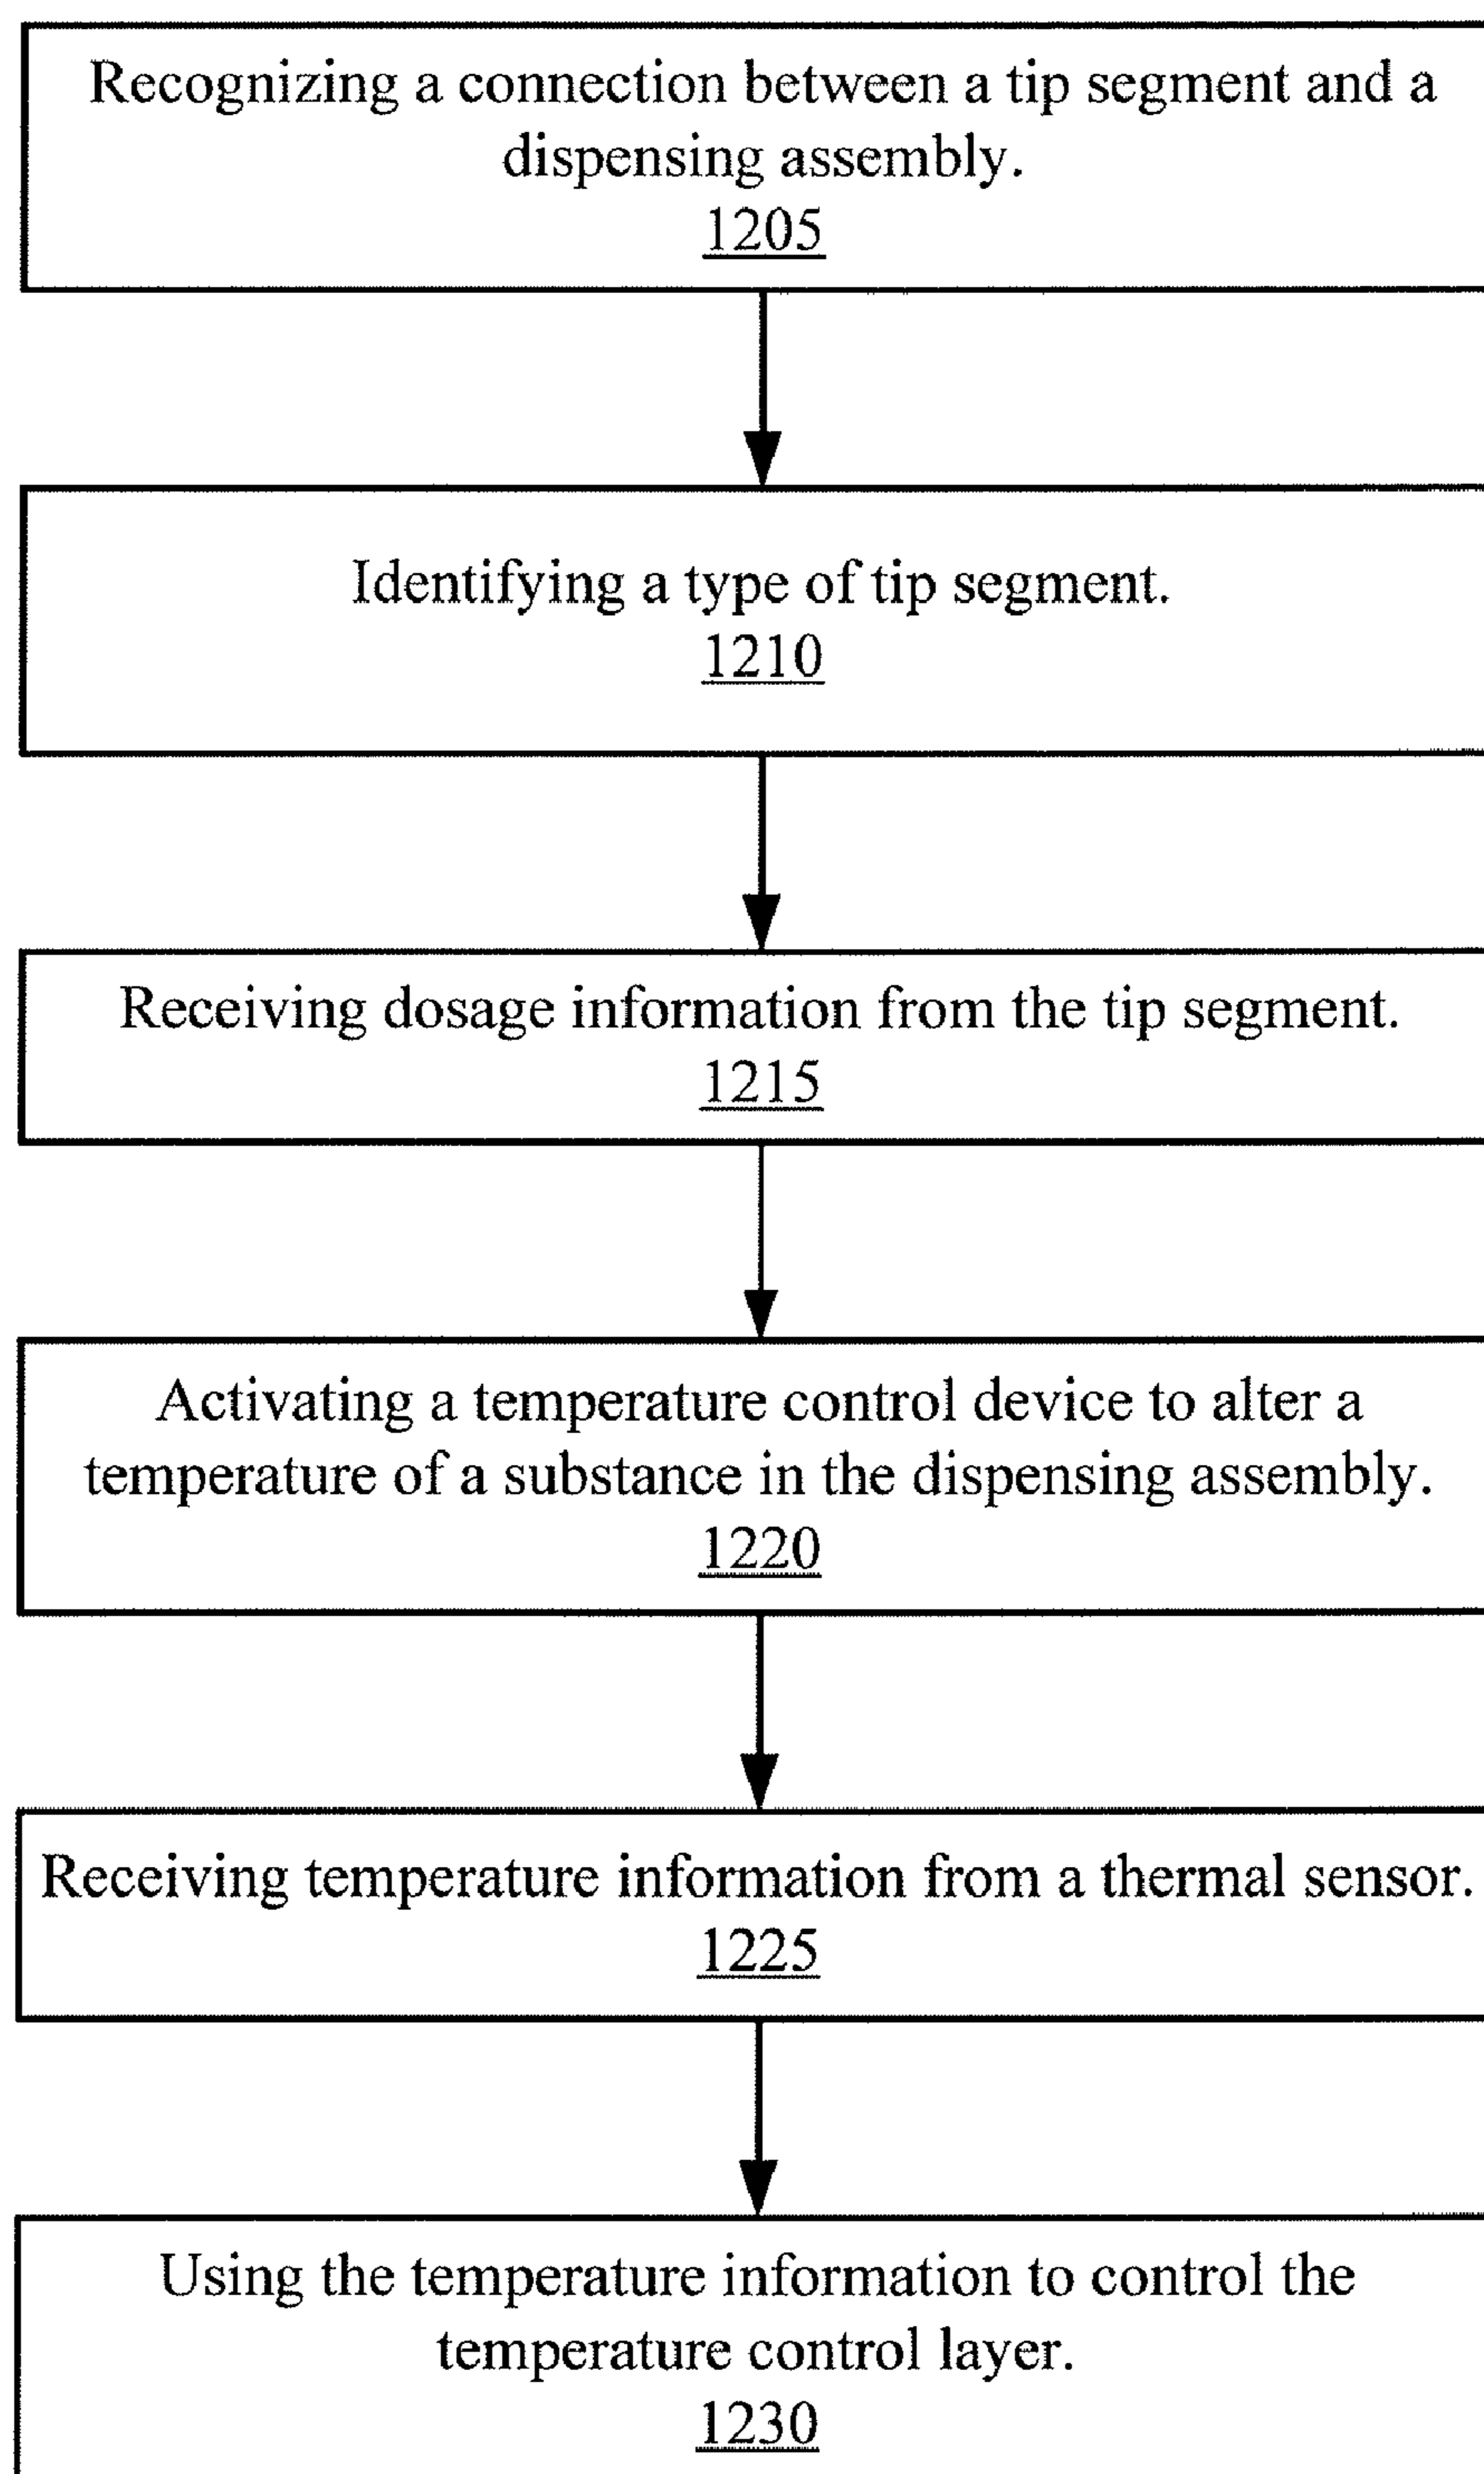 Recognizing a connection between a tip segment and a
dispensing assembly.
1205
Identifying a type of tip segment.
1210
Receiving dosage information from the tip segment.
1215
Activating a temperature control device to alter a
temperature of a substance in the dispensing assembly.
1220
Receiving temperature information from a thermal sensor.
1225
Using the temperature information to control the
temperature control layer.
1230